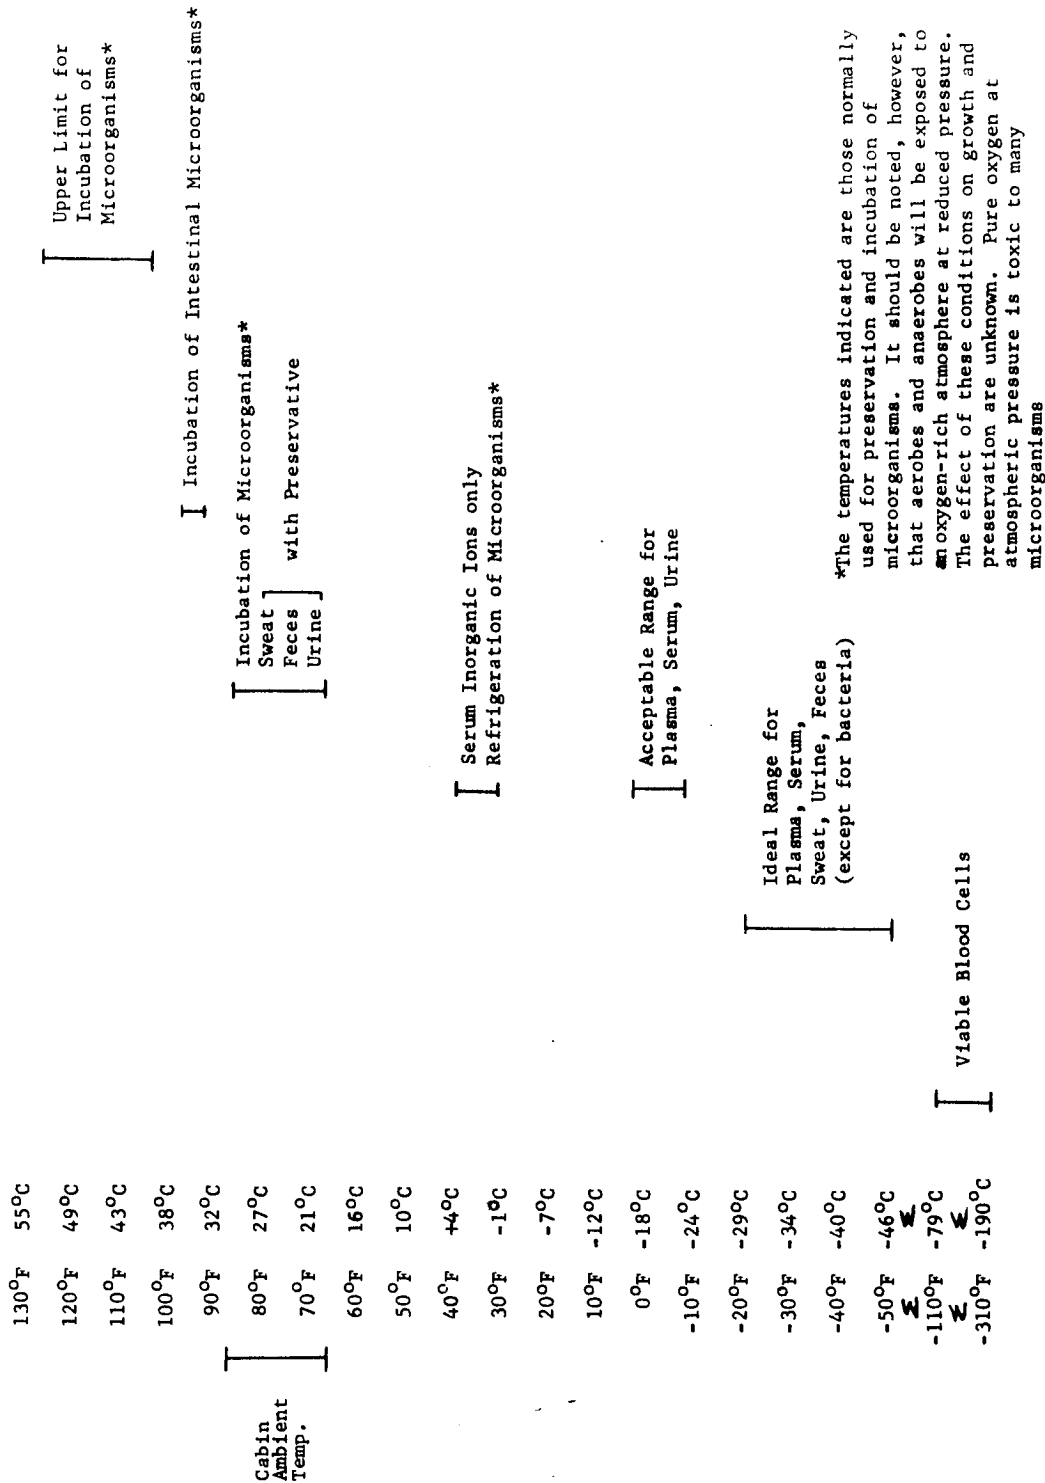 130°F 55°C
120°F 49°C
110°F 43°C
100°F 38°C
90°F 32°C
80°F 27°C
70°F 21°C
60°F 16°C
50°F 10°C
40°F +4°C
30°F -1°C
20°F -7°C
10°F -12°C
0°F -18°C
-10°F -24°C
-20°F -29°C
-30°F -34°C
-40°F -40°C
-50°F -46°C
-110°F -79°C
-310°F -190°C
Cabin
Ambient
Temp.
Upper Limit for
Incubation of
Microorganisms*
Incubation of Intestinal Microorganisms*
Incubation of Microorganisms*
Sweat
Feces
Urine
with Preservative
Serum Inorganic Ions only
Refrigeration of Microorganisms*
Acceptable Range for
Plasma, Serum, Urine
Ideal Range for
Plasma, Serum,
Sweat, Urine, Feces
(except for bacteria)
Viable Blood Cells
*The temperatures indicated are those normally
used for preservation and incubation of
microorganisms. It should be noted, however,
that aerobes and anaerobes will be exposed to
an oxygen-rich atmosphere at reduced pressure.
The effect of these conditions on growth and
preservation are unknown. Pure oxygen at
atmospheric pressure is toxic to many
microorganisms